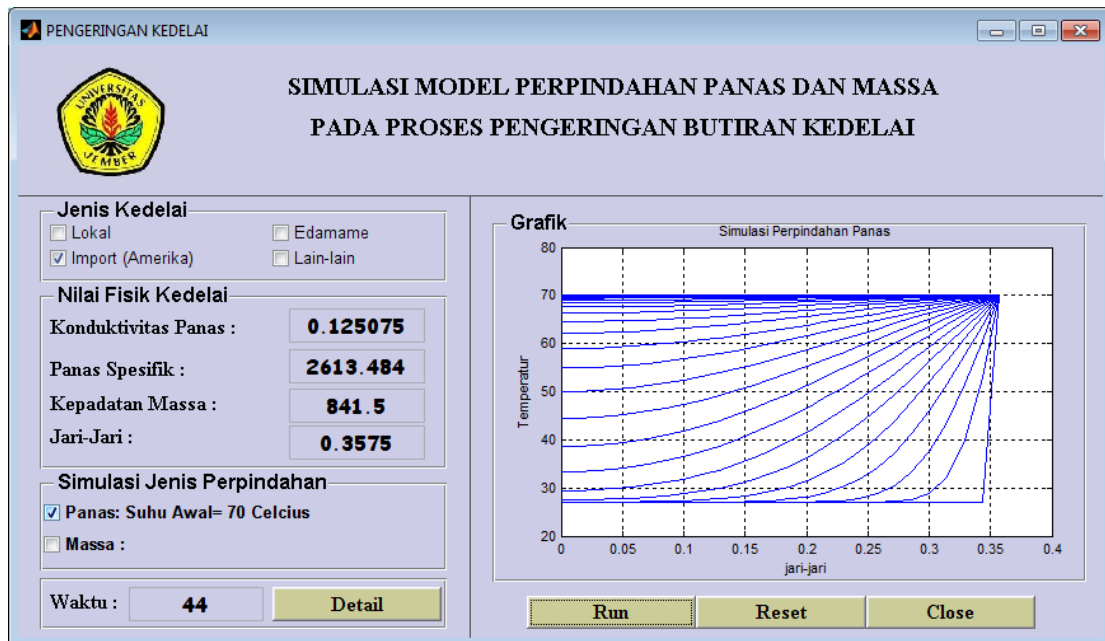 PENGERINGAN KEDELAI
UNIVERSITAS
JEMBER
SIMULASI MODEL PERPINDAHAN PANAS DAN MASSA
PADA PROSES PENGERINGAN BUTIRAN KEDELAI
Jenis Kedelai
Lokal
Edamame
Import (Amerika)
Lain-lain
Nilai Fisik Kedelai
Konduktivitas Panas :
0.125075
Panas Spesifik :
2613.484
Kepadatan Massa :
841.5
Jari-Jari :
0.3575
Simulasi Jenis Perpindahan
Panas: Suhu Awal= 70 Celcius
Massa :
Waktu :
44
Detail
Grafik
Simulasi Perpindahan Panas
80
70
60
50
40
30
20
Temperatur
0 0.05 0.1 0.15 0.2 0.25 0.3 0.35 0.4
jari-jari
Run
Reset
Close